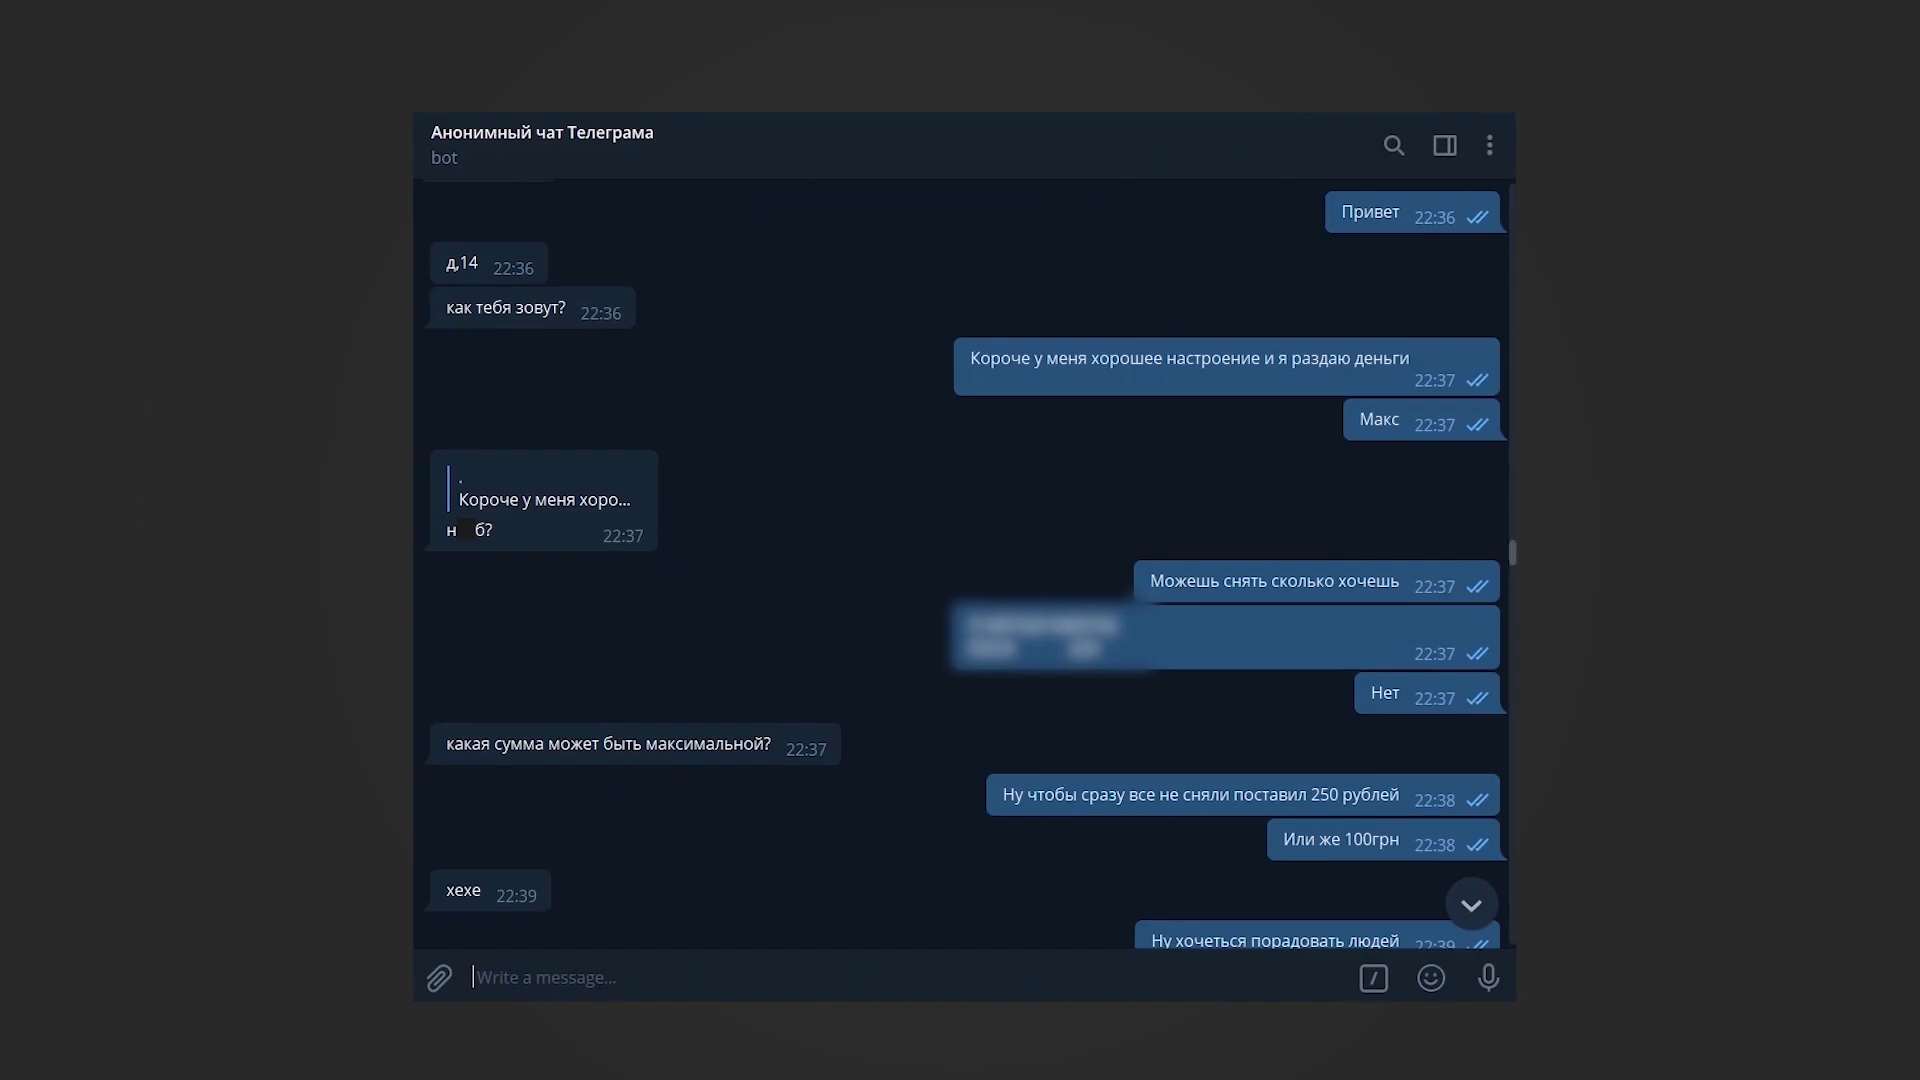 Анонимный чат Телеграма
bot
Привет 22:36
д,14 22:36
как тебя зовут? 22:36
Короче у меня хорошее настроение и я раздаю деньги
22:37
Макс 22:37
.
Короче у меня хоро...
н б? 22:37
Можешь снять сколько хочешь 22:37
22:37
Нет 22:37
какая сумма может быть максимальной? 22:37
Ну чтобы сразу все не сняли поставил 250 рублей 22:38
Или же 100грн 22:38
хехе 22:39
Ну хочеться порадовать людей 22:39
Write a message...